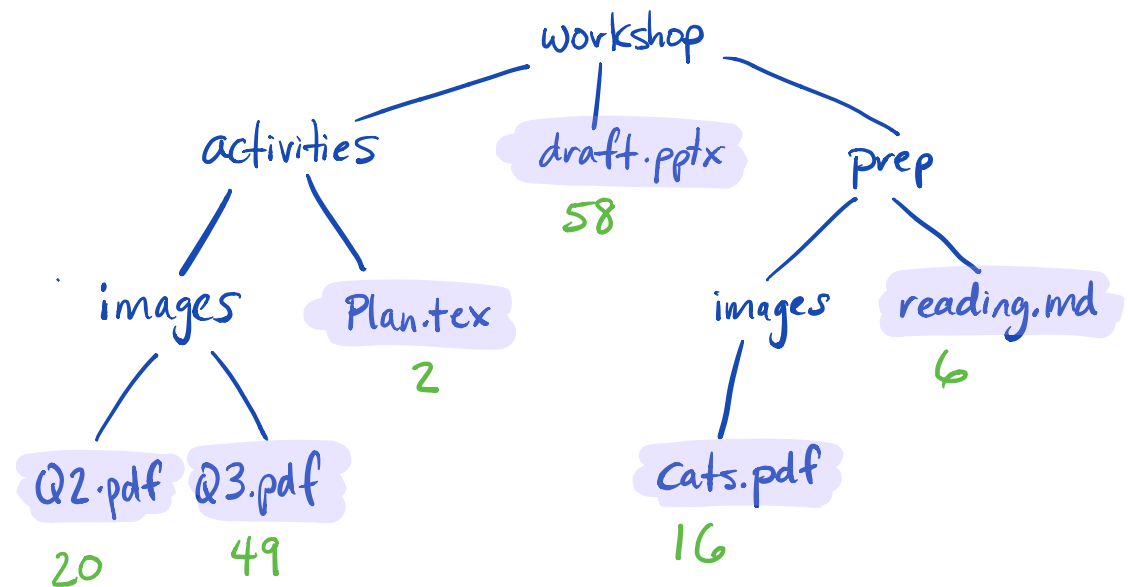 workshop
activities
draft.pptx
prep
58
images
Plan.tex
images
reading.md
2
6
Q2.pdf
Q3.pdf
Cats.pdf
20
49
16